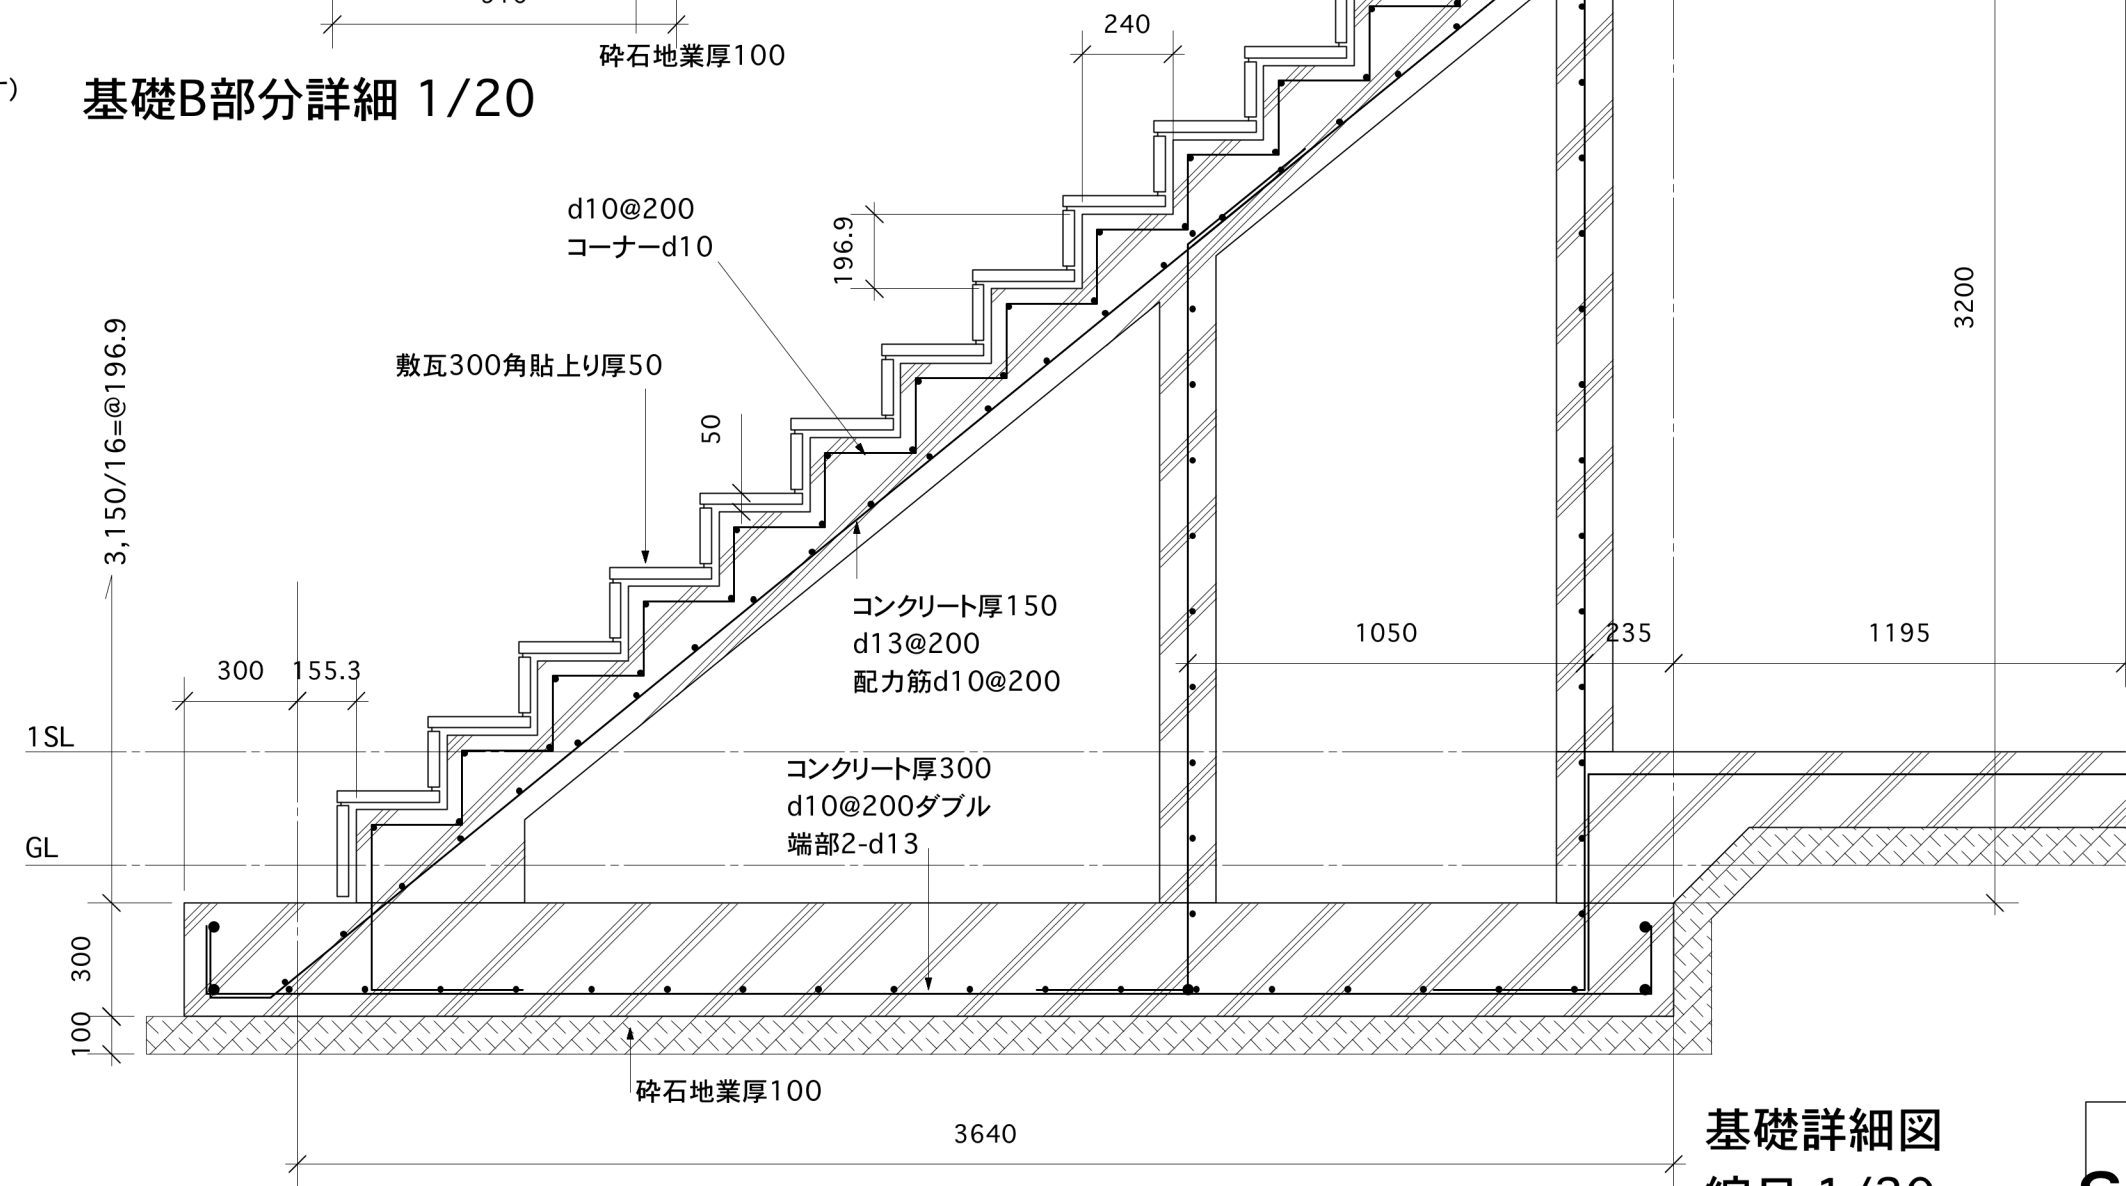 240
砕石地業厚100
基礎B部分詳細 1/20
d10@200
コーナーd10
196.9
3200
3,150/16=@196.9
敷瓦300角貼上り厚50
50
コンクリート厚150
d13@200
配力筋d10@200
1050
235
1195
300
155.3
1SL
コンクリート厚300
d10@200ダブル
端部2-d13
GL
300
100
砕石地業厚100
3640
基礎詳細図